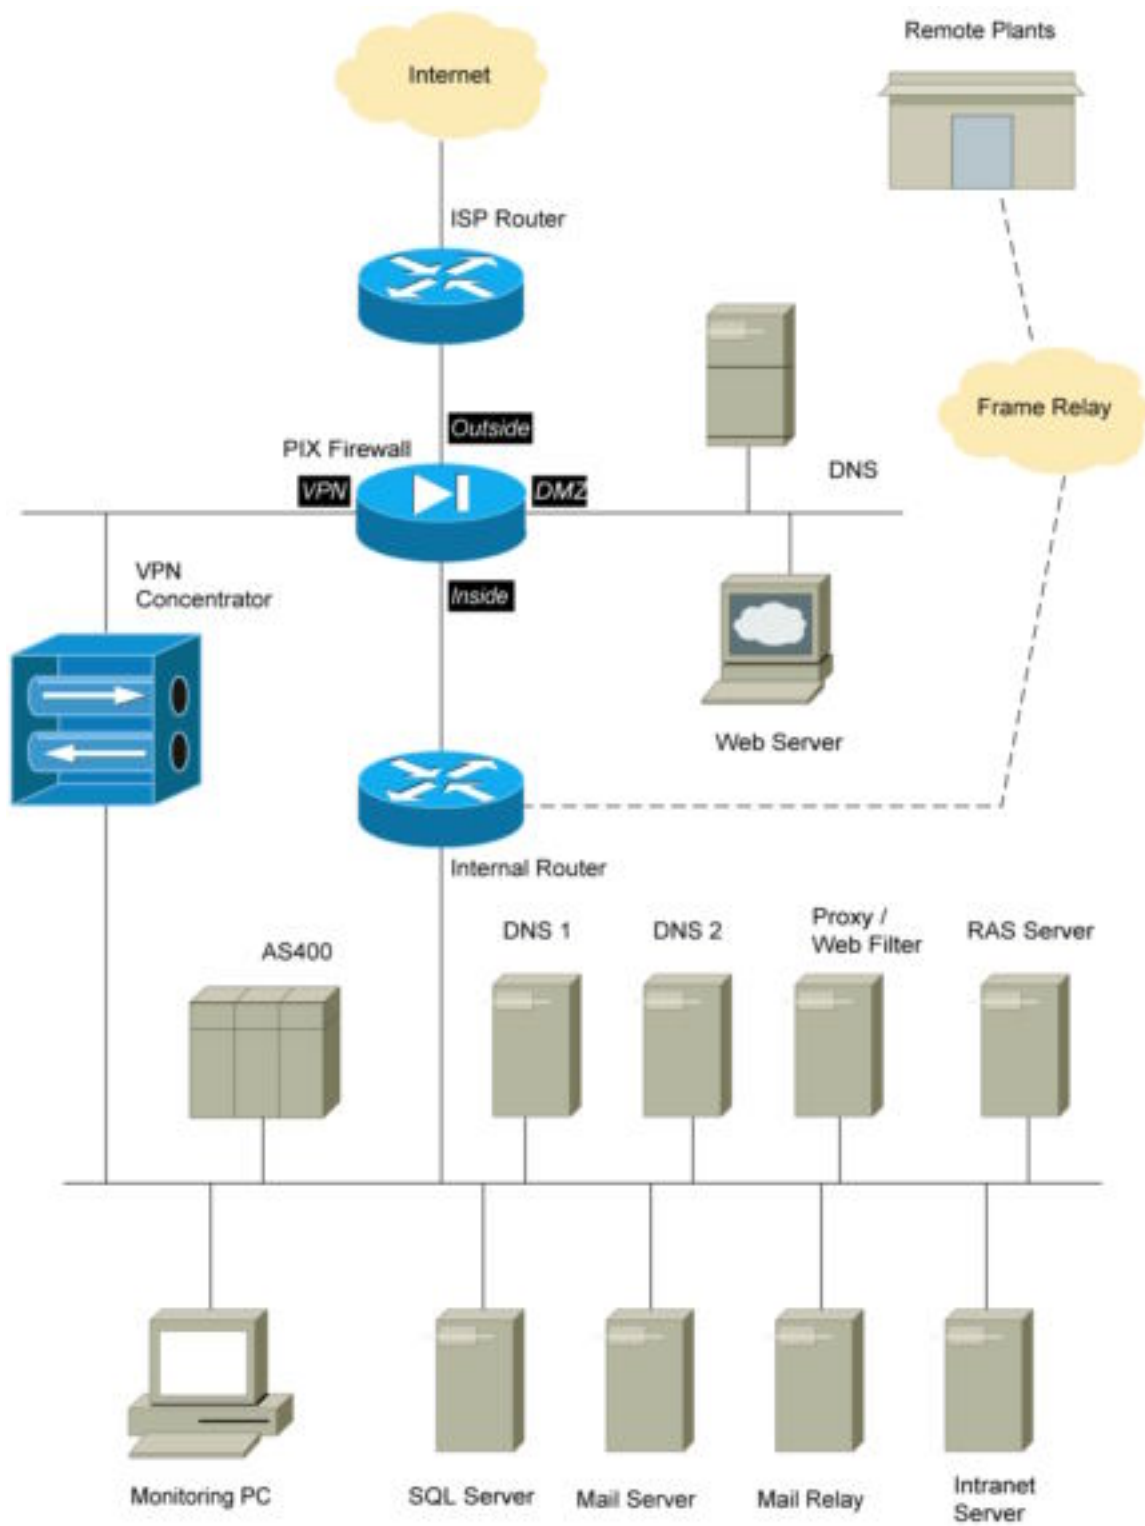 Remote Plants
Internet
ISP Router
Frame Relay
Outside
PIX Firewall
VPN
DMZ
DNS
VPN
Concentrator
Inside
Web Server
Internal Router
DNS 1
DNS 2
Proxy /
Web Filter
RAS Server
AS400
Monitoring PC
SQL Server
Mail Server
Mail Relay
Intranet
Server